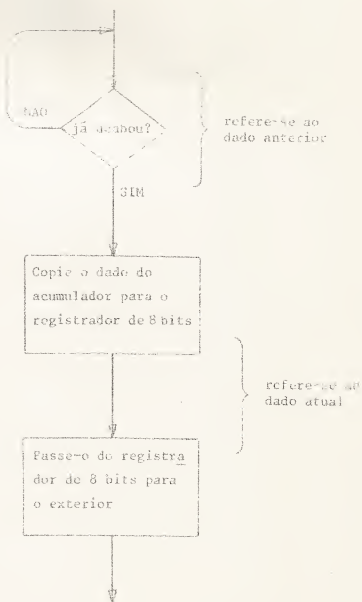 NÃO
já acabou?
refere-se ao
dado anterior
SIM
Copie o dado do
acumulador para o
registrador de 8 bits
refere-se ao
dado atual
Passe-o do registra
dor de 8 bits para
o exterior